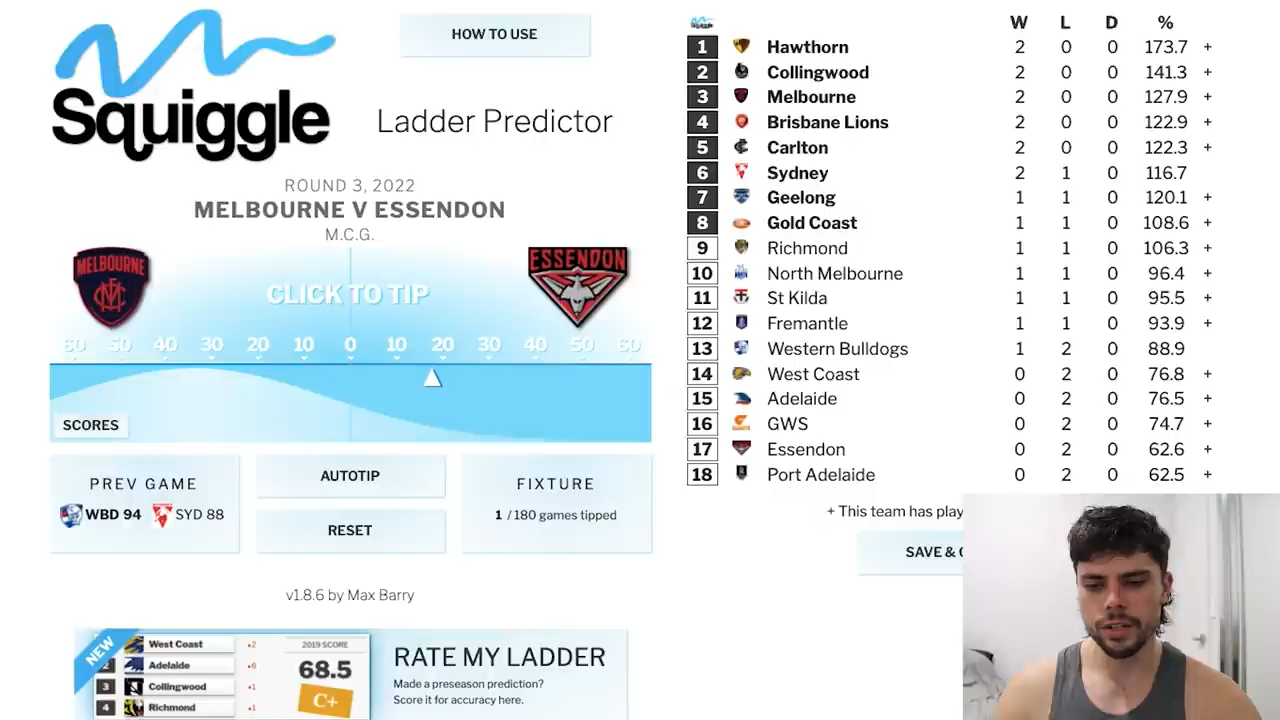 Squiggle
HOW TO USE
Ladder Predictor
ROUND 3, 2022
MELBOURNE V ESSENDON
M.C.G.
MELBOURNE
CLICK TO TIP
ESSENDON
60 50 40 30 20 10 0 10 20 30 40 50 60
SCORES
PREV GAME
WBD 94 SYD 88
AUTOTIP
RESET
FIXTURE
1 / 180 games tipped
v1.8.6 by Max Barry
NEW
West Coast +2
2 Adelaide +6
3 Collingwood +1
4 Richmond +1
2019 SCORE
68.5
C+
RATE MY LADDER
Made a preseason prediction?
Score it for accuracy here.
W L D %
1 Hawthorn 2 0 0 173.7 +
2 Collingwood 2 0 0 141.3 +
3 Melbourne 2 0 0 127.9 +
4 Brisbane Lions 2 0 0 122.9 +
5 Carlton 2 0 0 122.3 +
6 Sydney 2 1 0 116.7
7 Geelong 1 1 0 120.1 +
8 Gold Coast 1 1 0 108.6 +
9 Richmond 1 1 0 106.3 +
10 North Melbourne 1 1 0 96.4 +
11 St Kilda 1 1 0 95.5 +
12 Fremantle 1 1 0 93.9 +
13 Western Bulldogs 1 2 0 88.9
14 West Coast 0 2 0 76.8 +
15 Adelaide 0 2 0 76.5 +
16 GWS 0 2 0 74.7 +
17 Essendon 0 2 0 62.6 +
18 Port Adelaide 0 2 0 62.5 +
+ This team has play
SAVE &